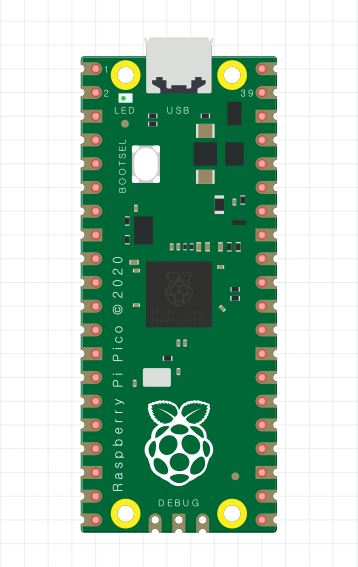 1
2
39
LED
USB
BOOTSEL
Raspberry Pi Pico ©2020
DEBUG